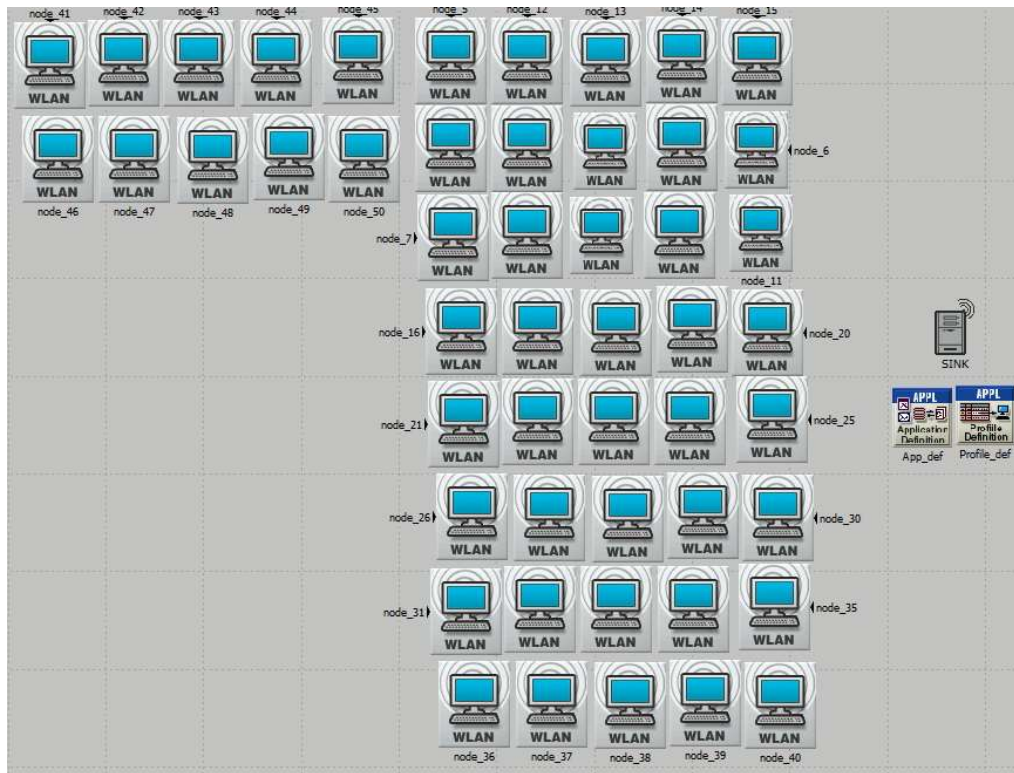 node_41 node_42 node_43 node_44 node_45 node_5 node_12 node_13 node_14 node_15
WLAN WLAN WLAN WLAN WLAN WLAN WLAN WLAN WLAN WLAN
node_6
WLAN WLAN WLAN WLAN WLAN WLAN WLAN WLAN WLAN WLAN
node_46 node_47 node_48 node_49 node_50
node_7
WLAN WLAN WLAN WLAN WLAN
node_11
node_16 node_20
WLAN WLAN WLAN WLAN WLAN
SINK
APPL APPL
Application Profile
Definition Definition
App_def Profile_def
node_21 node_25
WLAN WLAN WLAN WLAN WLAN
node_26 node_30
WLAN WLAN WLAN WLAN WLAN
node_31 node_35
WLAN WLAN WLAN WLAN WLAN
WLAN WLAN WLAN WLAN WLAN
node_36 node_37 node_38 node_39 node_40